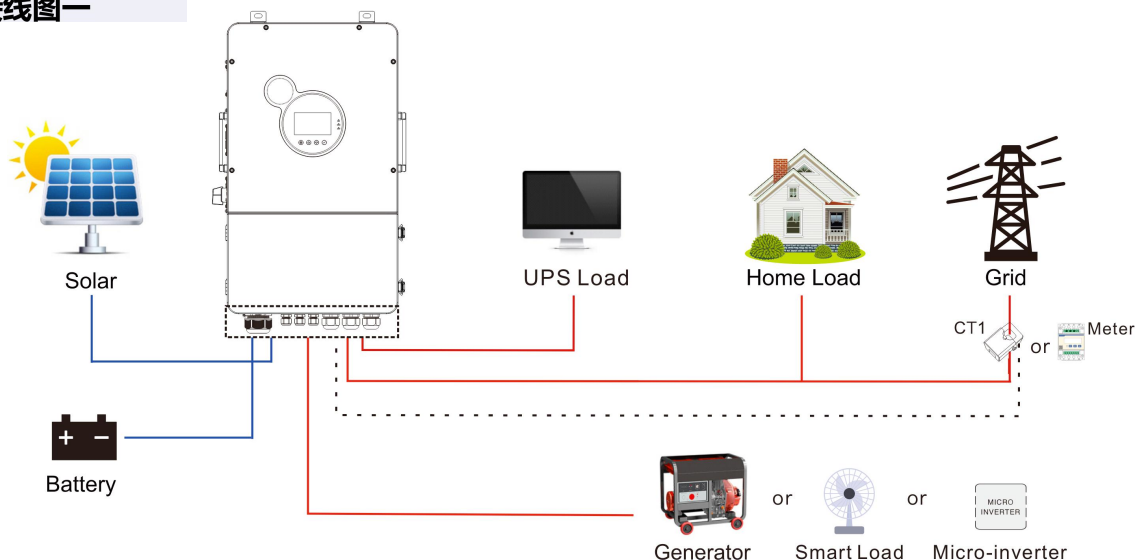 线图一
Solar
UPS Load
Home Load
Grid
CT1
or
Meter
Battery
+ -
or
or
MICRO
INVERTER
Generator
Smart Load
Micro-inverter